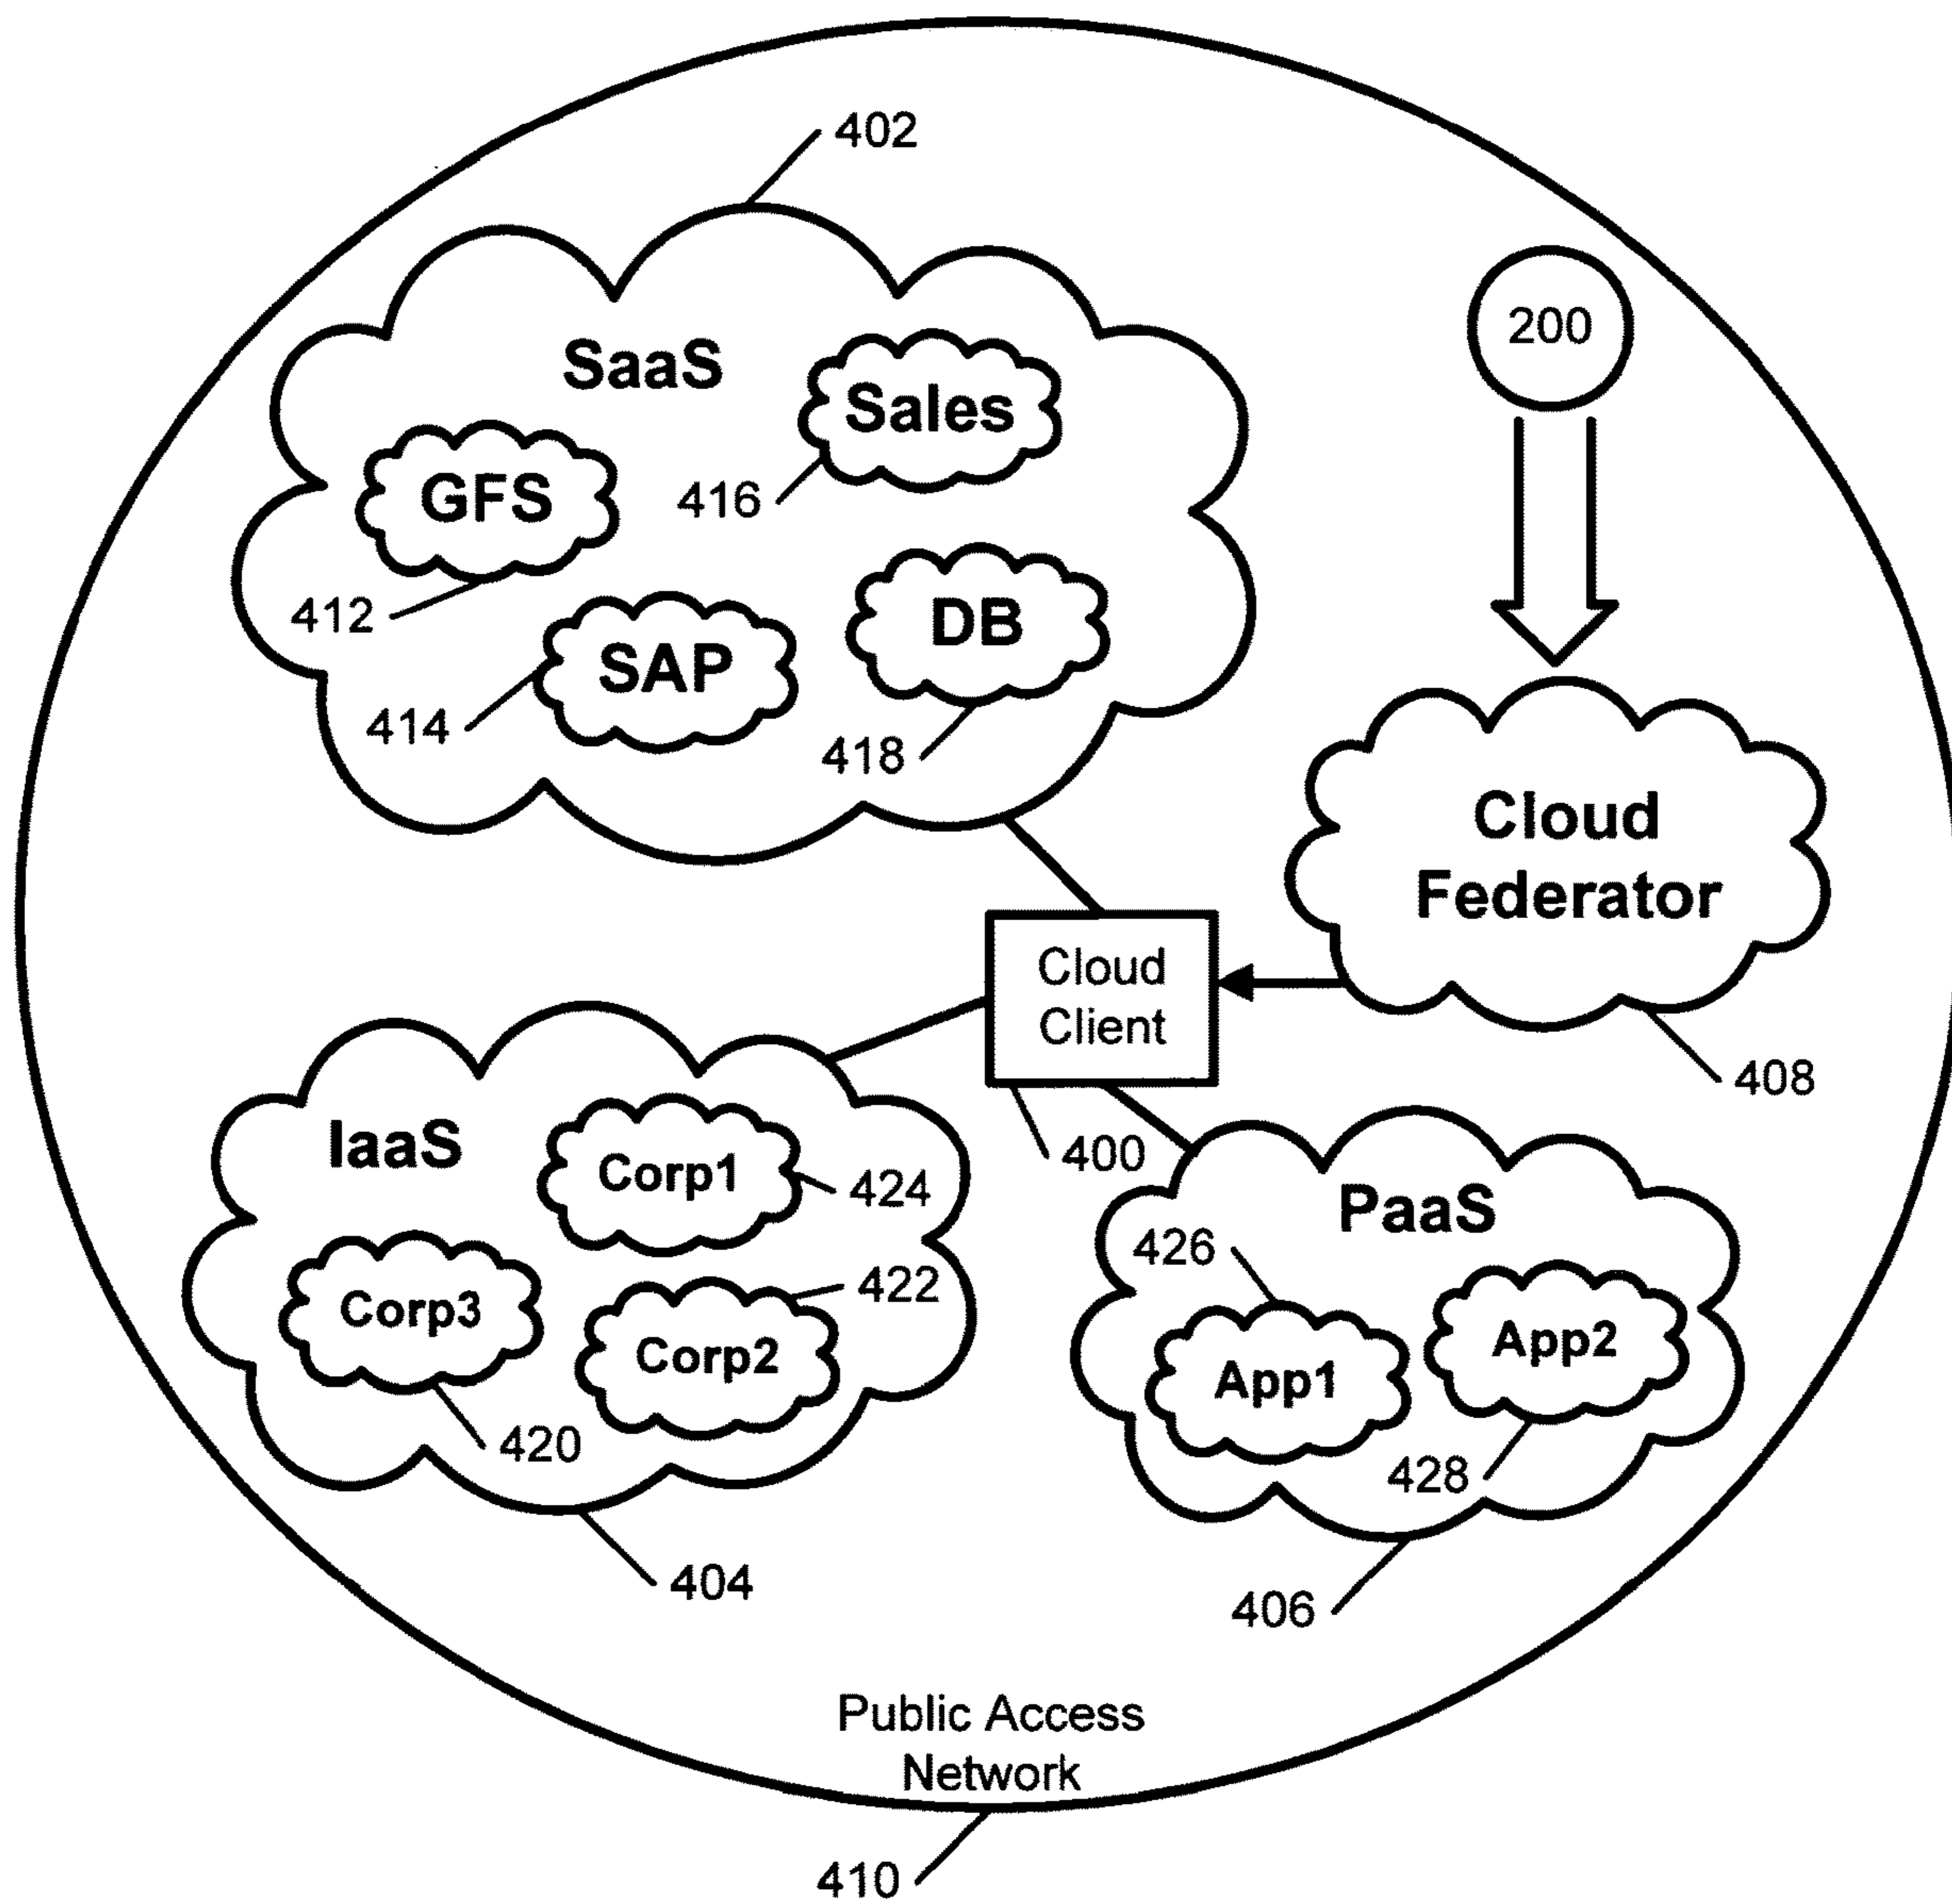 402
200
SaaS
Sales
GFS
416
412
DB
SAP
414
418
Cloud
Federator
Cloud
Client
408
IaaS
Corp1
400
424
PaaS
426
422
Corp3
Corp2
App2
App1
420
428
404
406
Public Access
Network
410